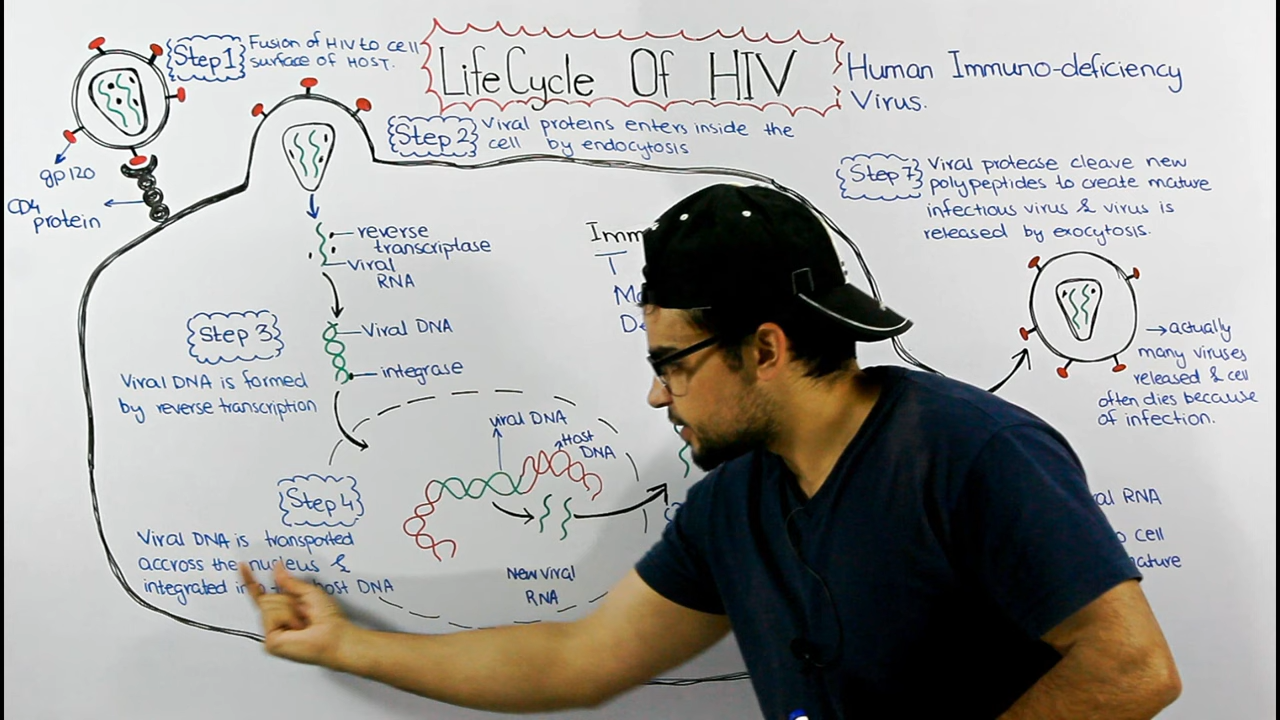 Life Cycle Of HIV
Human Immuno-deficiency
Virus.
Step 1
Fusion of HIV to cell
surface of HOST.
gp120
CD4
protein
Step 2
Viral proteins enters inside the
cell by endocytosis
reverse
transcriptase
viral
RNA
Step 3
Viral DNA is formed
by reverse transcription
Viral DNA
integrase
Step 4
Viral DNA is transported
accross the nucleus &
integrated host DNA
viral DNA
Host
DNA
New viral
RNA
Step 7
Viral protease cleave new
polypeptides to create mature
infectious virus & virus is
released by exocytosis.
→actually
many viruses
released & cell
often dies because
of infection.
RNA
cell